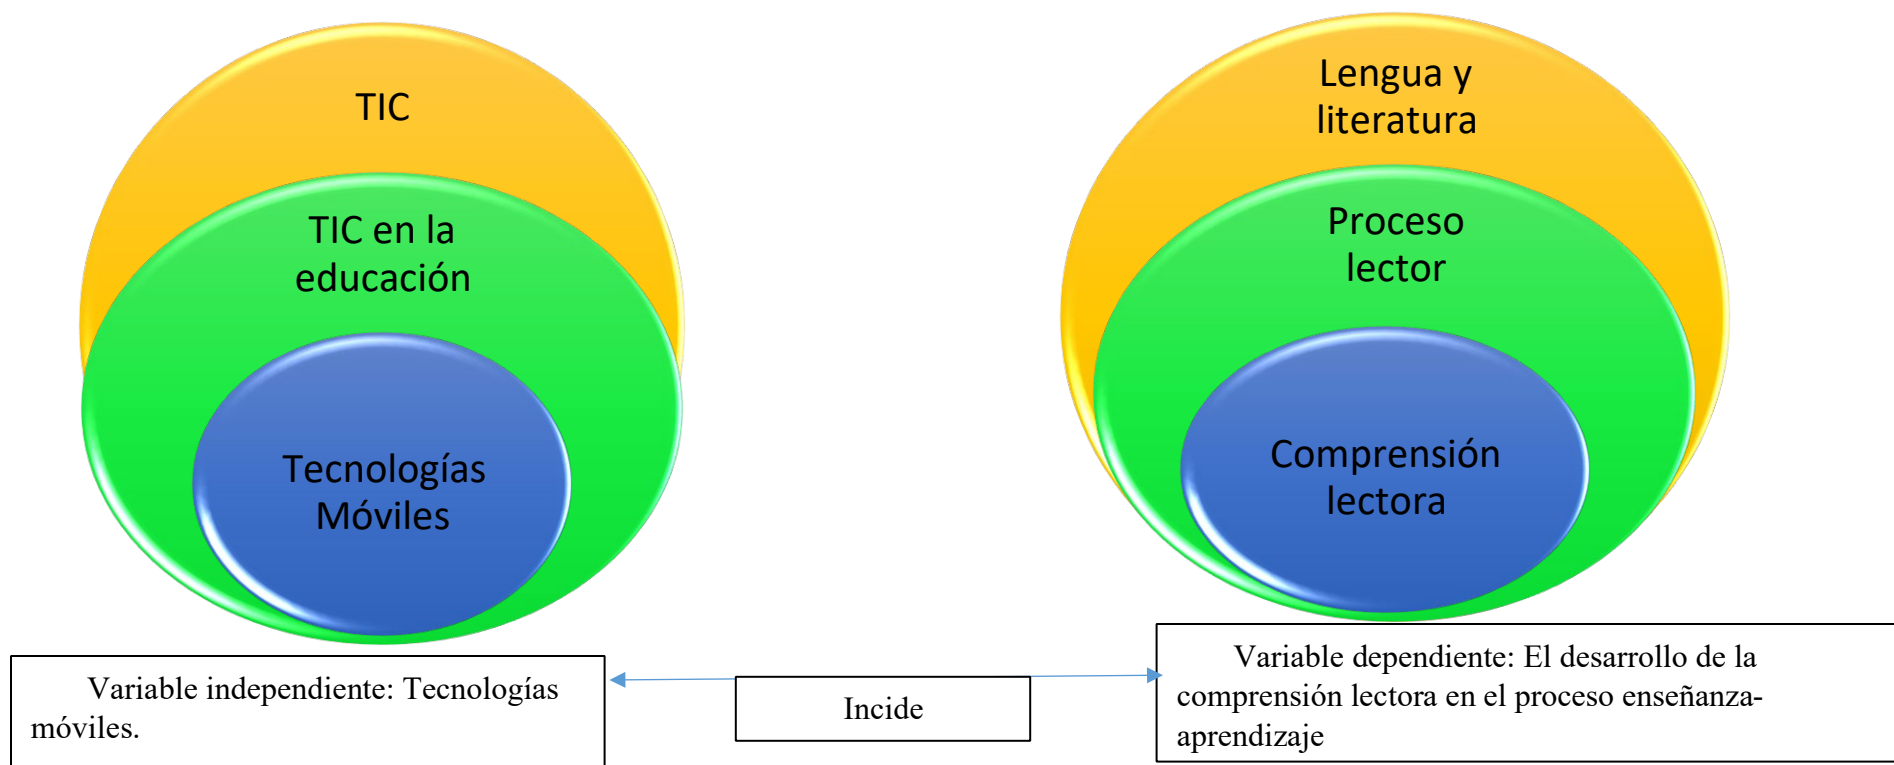 TIC
TIC en la
educación
Tecnologías
Móviles
Lengua y
literatura
Proceso
lector
Comprensión
lectora
Variable independiente: Tecnologías
móviles.
Incide
Variable dependiente: El desarrollo de la
comprensión lectora en el proceso enseñanza-
aprendizaje